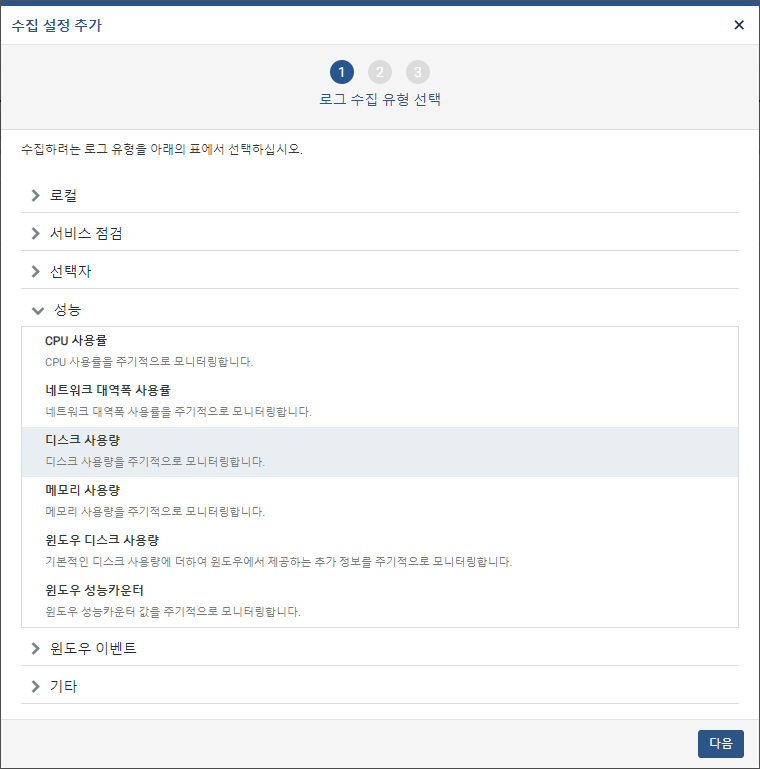 수집 설정 추가
1 2 3
로그 수집 유형 선택
수집하려는 로그 유형을 아래의 표에서 선택하십시오.
로컬
서비스 점검
선택자
성능
CPU 사용률
CPU 사용률을 주기적으로 모니터링합니다.
네트워크 대역폭 사용률
네트워크 대역폭 사용률을 주기적으로 모니터링합니다.
디스크 사용량
디스크 사용량을 주기적으로 모니터링합니다.
메모리 사용량
메모리 사용량을 주기적으로 모니터링합니다.
윈도우 디스크 사용량
기본적인 디스크 사용량에 더하여 윈도우에서 제공하는 추가 정보를 주기적으로 모니터링합니다.
윈도우 성능카운터
윈도우 성능카운터 값을 주기적으로 모니터링합니다.
윈도우 이벤트
기타
다음